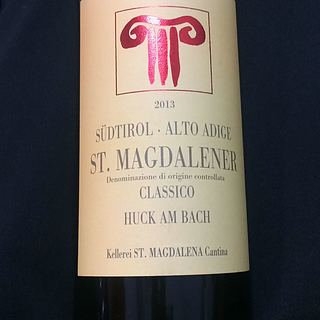 2013
SÜDTIROL · ALTO ADIGE
ST. MAGDALENER
Denominazione di origine controllata
CLASSICO
HUCK AM BACH
Kellerei ST. MAGDALENA Cantina